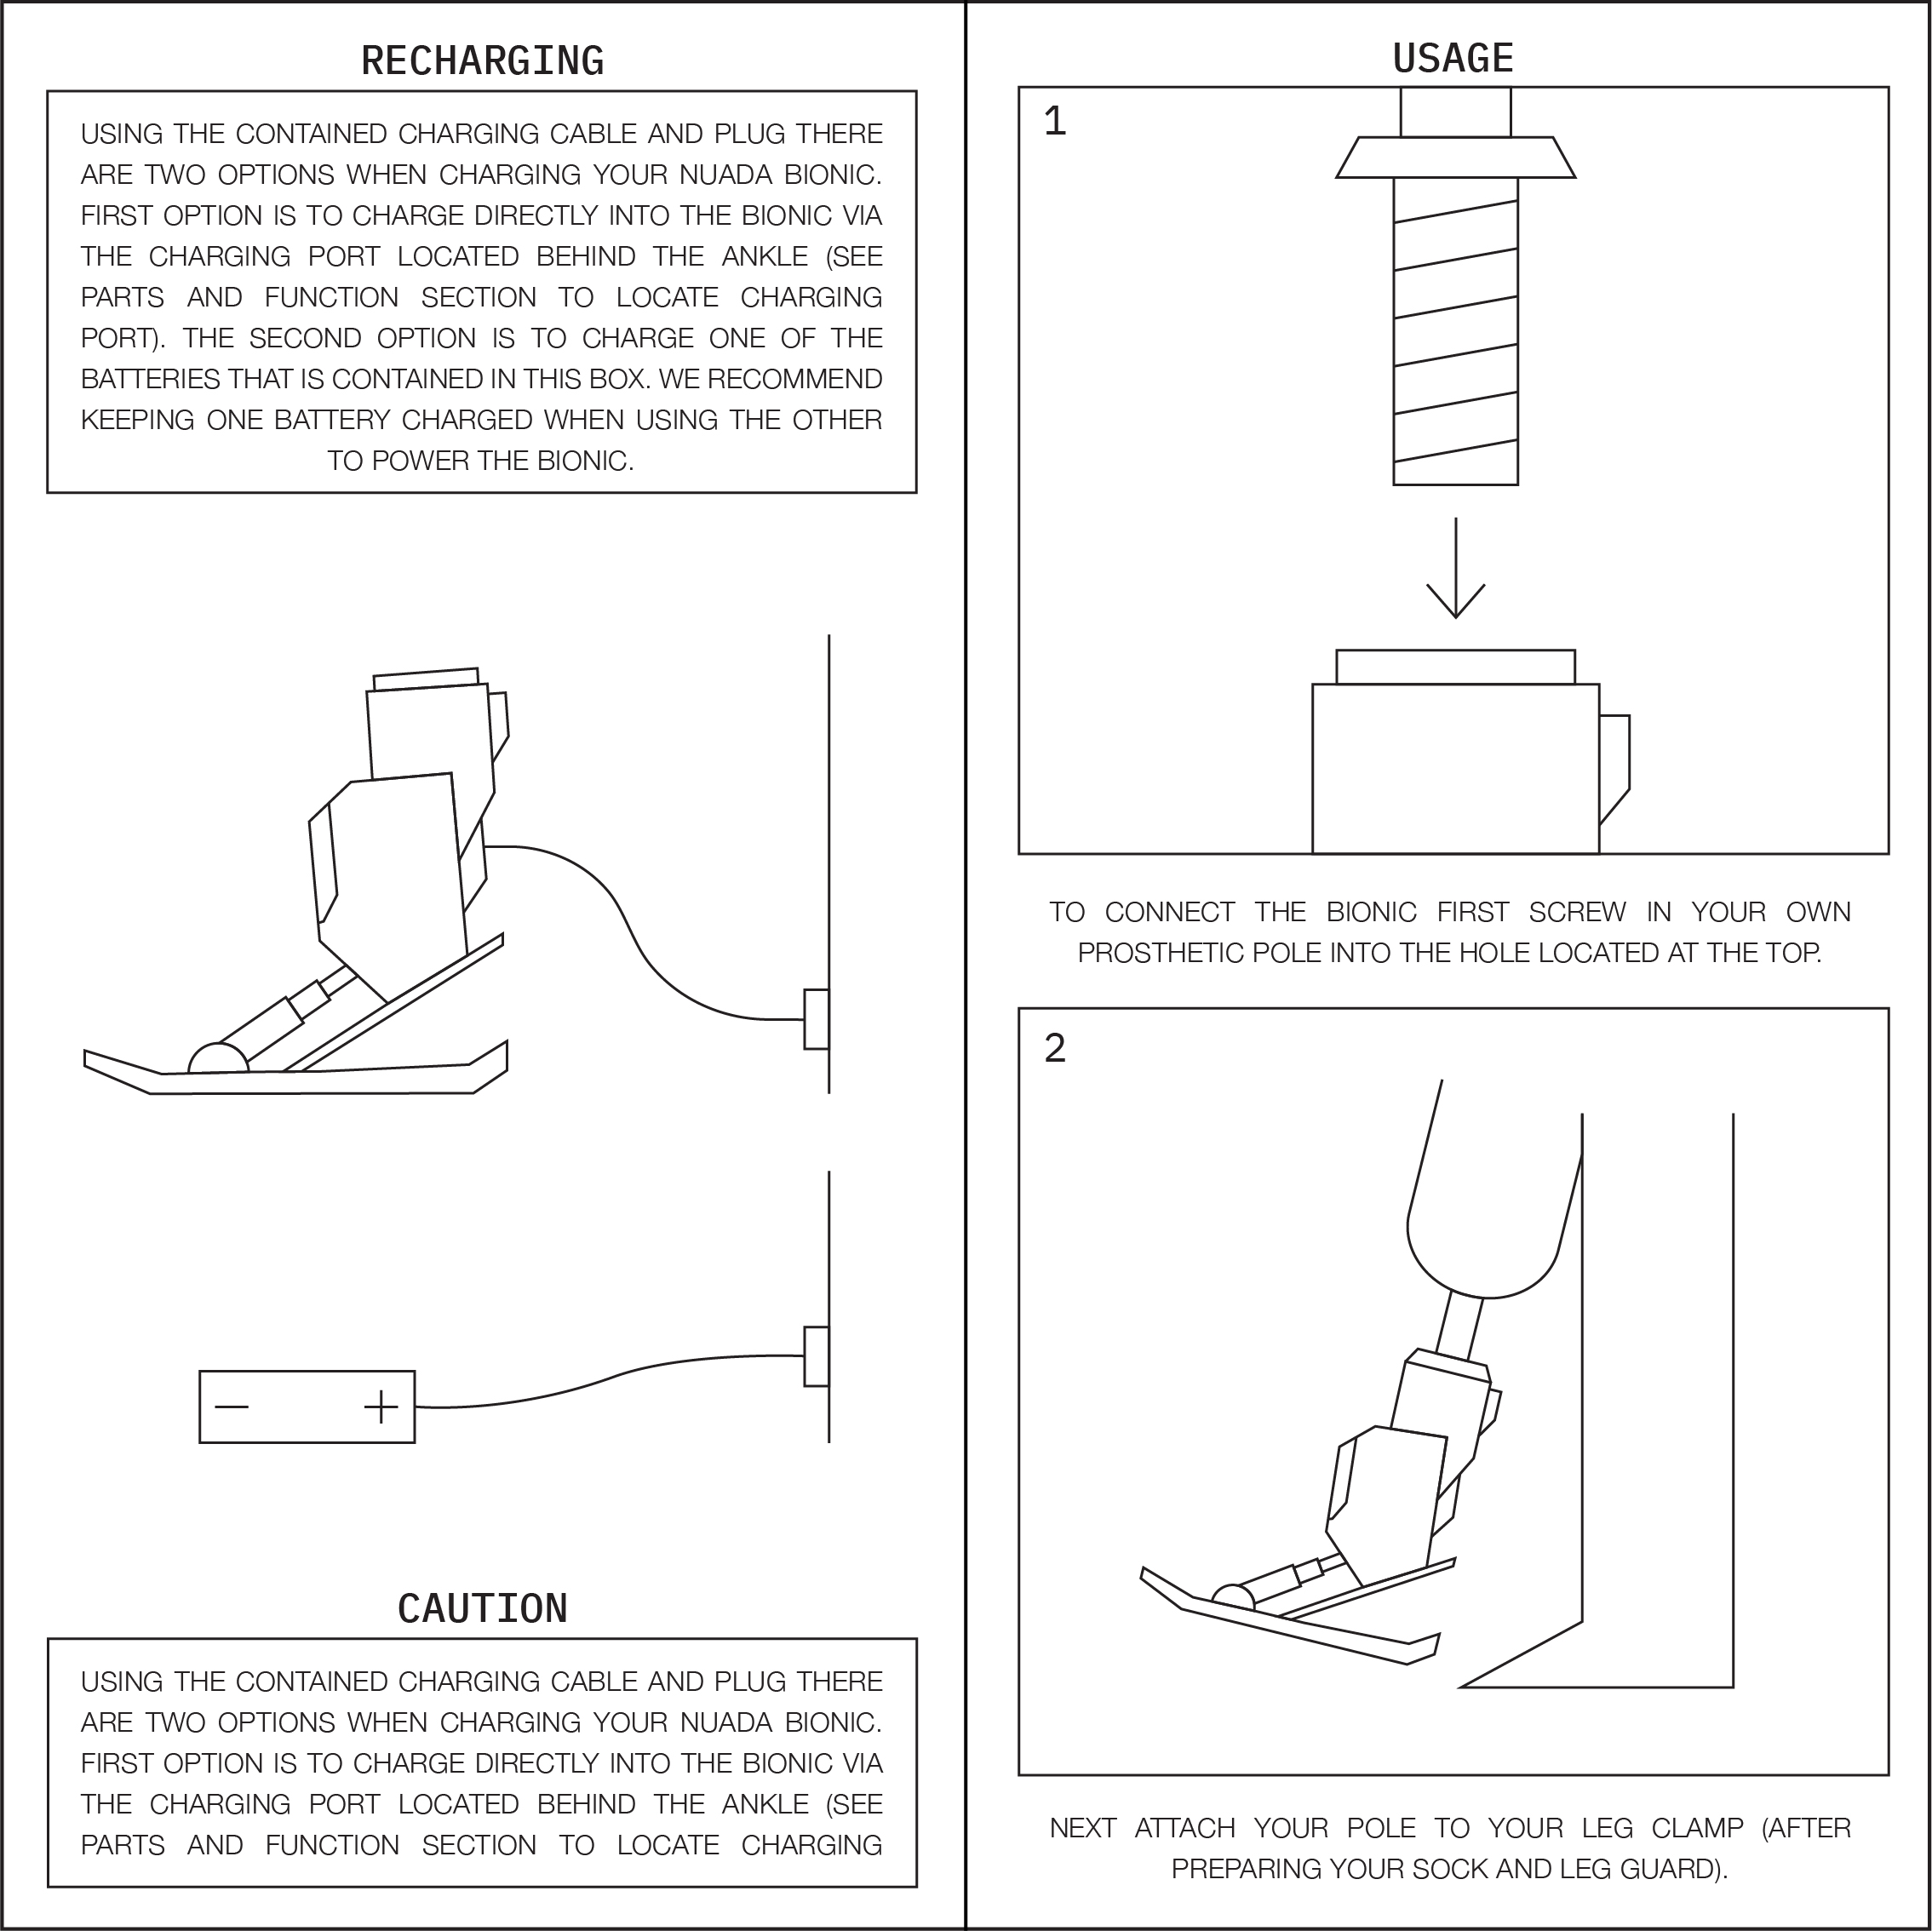 RECHARGING
USING THE CONTAINED CHARGING CABLE AND PLUG THERE
ARE TWO OPTIONS WHEN CHARGING YOUR NUADA BIONIC.
FIRST OPTION IS TO CHARGE DIRECTLY INTO THE BIONIC VIA
THE CHARGING PORT LOCATED BEHIND THE ANKLE (SEE
PARTS AND FUNCTION SECTION TO LOCATE CHARGING
PORT). THE SECOND OPTION IS TO CHARGE ONE OF THE
BATTERIES THAT IS CONTAINED IN THIS BOX. WE RECOMMEND
KEEPING ONE BATTERY CHARGED WHEN USING THE OTHER
TO POWER THE BIONIC.
− +
CAUTION
USING THE CONTAINED CHARGING CABLE AND PLUG THERE
ARE TWO OPTIONS WHEN CHARGING YOUR NUADA BIONIC.
FIRST OPTION IS TO CHARGE DIRECTLY INTO THE BIONIC VIA
THE CHARGING PORT LOCATED BEHIND THE ANKLE (SEE
PARTS AND FUNCTION SECTION TO LOCATE CHARGING
USAGE
1
TO CONNECT THE BIONIC FIRST SCREW IN YOUR OWN
PROSTHETIC POLE INTO THE HOLE LOCATED AT THE TOP.
2
NEXT ATTACH YOUR POLE TO YOUR LEG CLAMP (AFTER
PREPARING YOUR SOCK AND LEG GUARD).